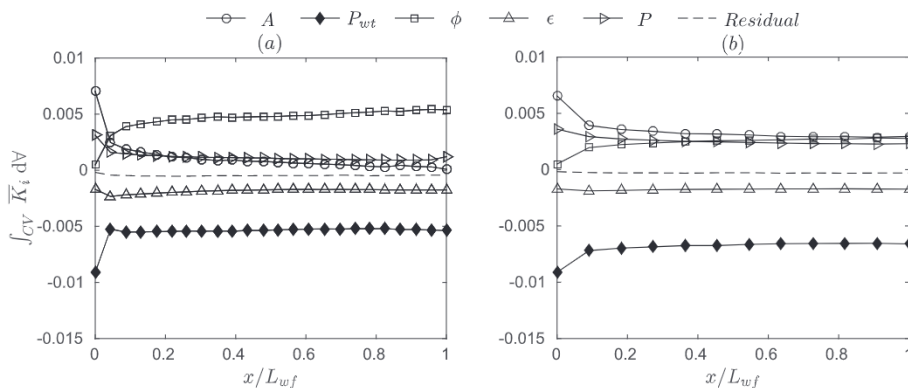 A P_wt ϕ ϵ P Residual
(a) (b)
0.01 0.01
0.005 0.005
0 0
-0.005 -0.005
-0.01 -0.01
-0.015 -0.015
∫_CV K̅_i d∀
0 0.2 0.4 0.6 0.8 1 0 0.2 0.4 0.6 0.8 1
x/L_wf x/L_wf